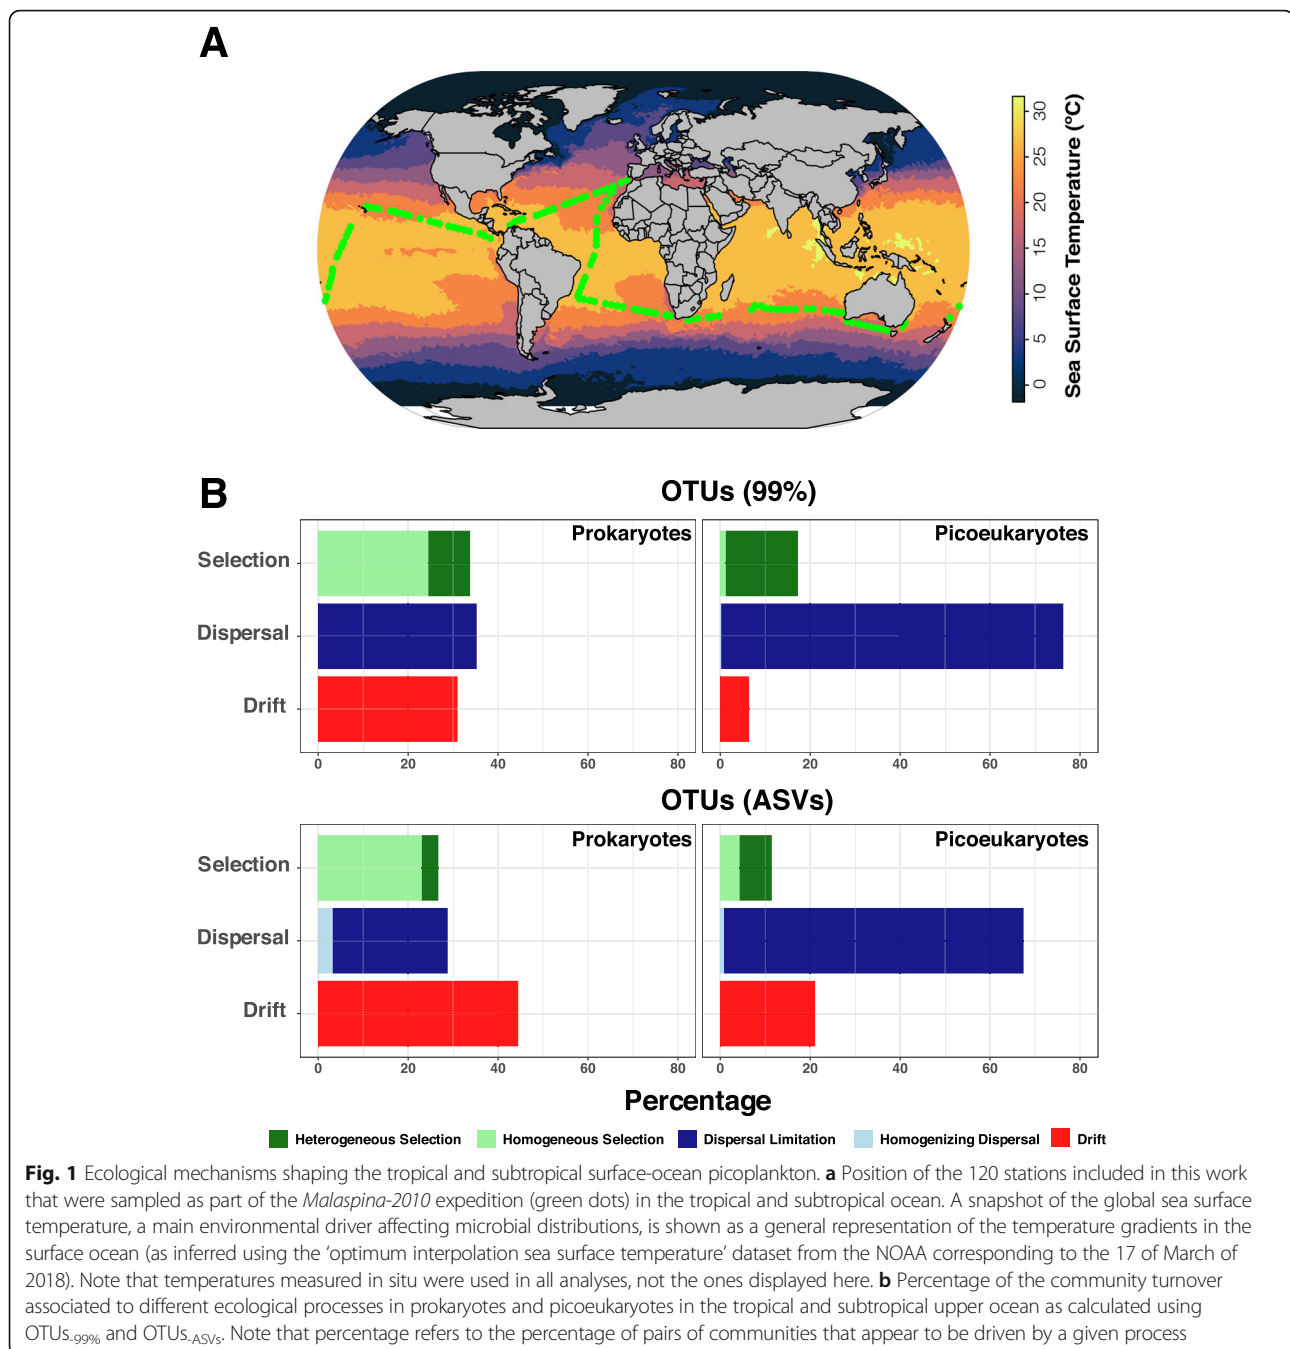 A
30
25
20
15
10
5
0
Sea Surface Temperature (°C)
B
OTUs (99%)
Prokaryotes
Picoeukaryotes
Selection
Dispersal
Drift
0 20 40 60 80
0 20 40 60 80
OTUs (ASVs)
Prokaryotes
Picoeukaryotes
Selection
Dispersal
Drift
0 20 40 60 80
0 20 40 60 80
Percentage
Heterogeneous Selection Homogeneous Selection Dispersal Limitation Homogenizing Dispersal Drift
Fig. 1 Ecological mechanisms shaping the tropical and subtropical surface-ocean picoplankton. a Position of the 120 stations included in this work
that were sampled as part of the Malaspina-2010 expedition (green dots) in the tropical and subtropical ocean. A snapshot of the global sea surface
temperature, a main environmental driver affecting microbial distributions, is shown as a general representation of the temperature gradients in the
surface ocean (as inferred using the ‘optimum interpolation sea surface temperature’ dataset from the NOAA corresponding to the 17 of March of
2018). Note that temperatures measured in situ were used in all analyses, not the ones displayed here. b Percentage of the community turnover
associated to different ecological processes in prokaryotes and picoeukaryotes in the tropical and subtropical upper ocean as calculated using
OTUs-99% and OTUs-ASVs. Note that percentage refers to the percentage of pairs of communities that appear to be driven by a given process